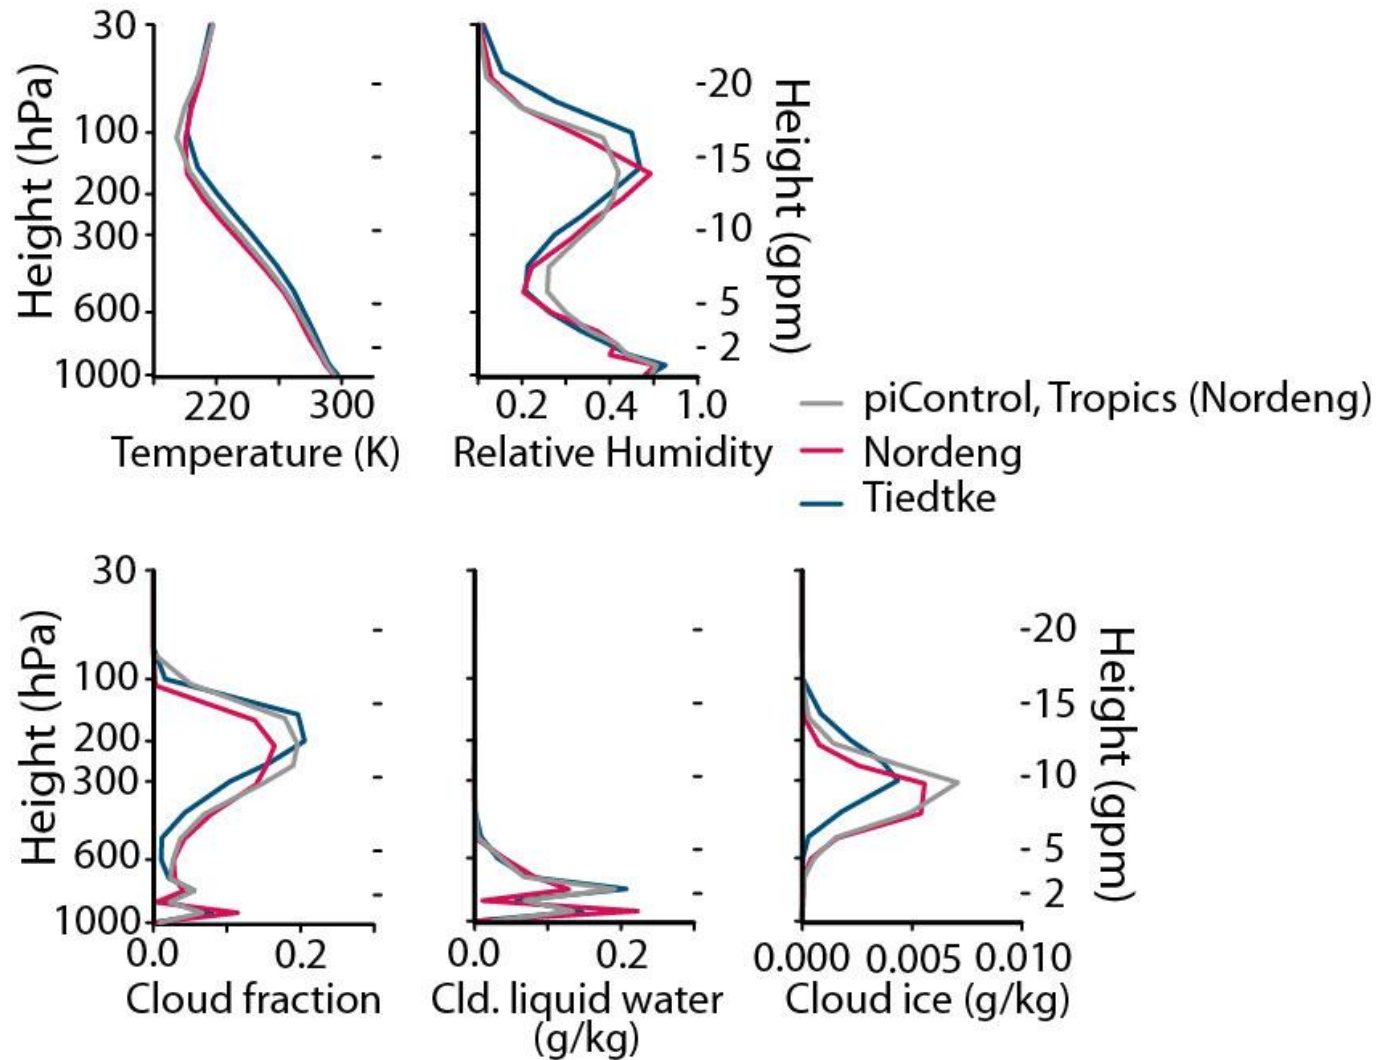 30
100
200
300
600
1000
Height (hPa)
220 300
Temperature (K)
0.2 0.4 1.0
Relative Humidity
-20
-15
-10
- 5
- 2
Height (gpm)
piControl, Tropics (Nordeng)
Nordeng
Tiedtke
30
100
200
300
600
1000
Height (hPa)
0.0 0.2
Cloud fraction
0.0 0.2
Cld. liquid water
(g/kg)
0.000 0.005 0.010
Cloud ice (g/kg)
-20
-15
-10
- 5
- 2
Height (gpm)